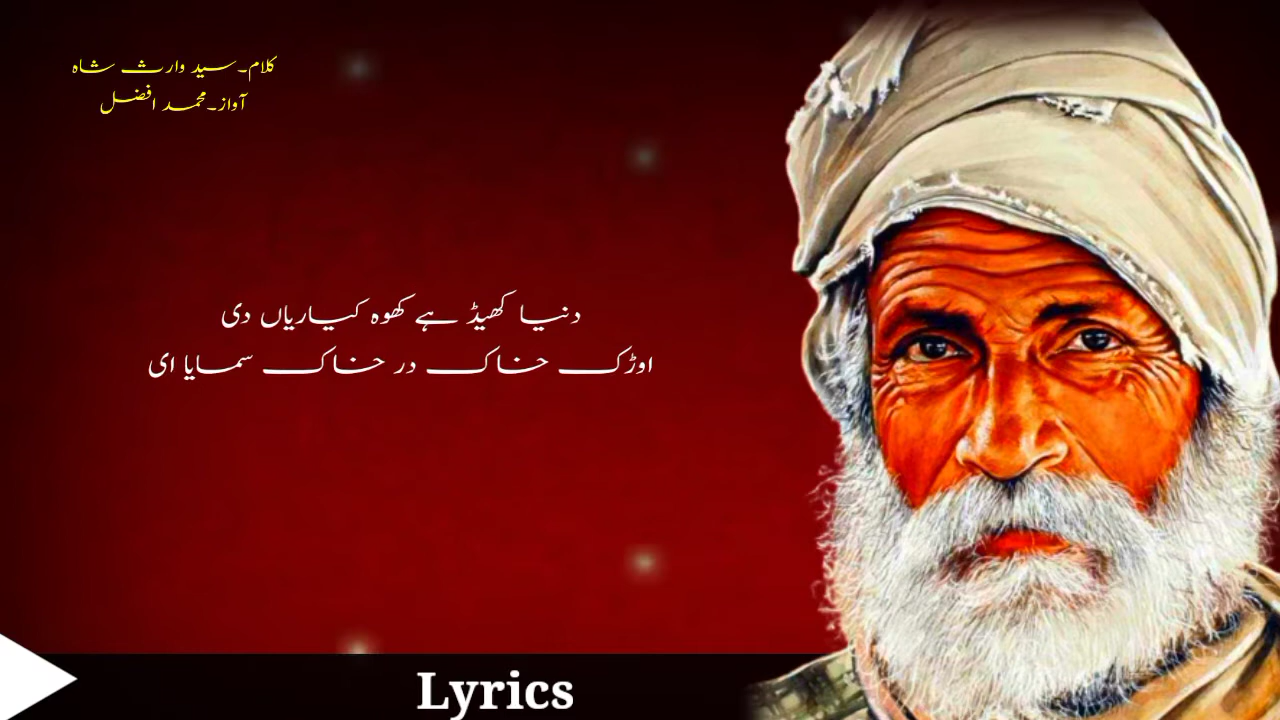 کلام۔سید وارث شاہ
آواز۔محمد افضل
دنیا کھیڈ ہے کھوہ کیاریاں دی
اوڑک خاک در خاک سمایا ای
Lyrics